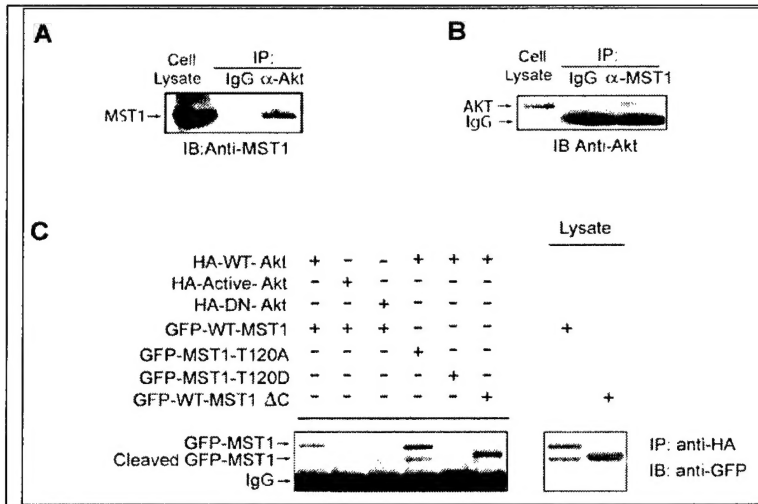 A
Cell Lysate
IP:
IgG α-Akt
MST1→
IB:Anti-MST1
B
Cell Lysate
IP:
IgG α-MST1
AKT →
IgG →
IB Anti-Akt
C
Lysate
HA-WT- Akt + - - + + +
HA-Active- Akt - + - - - -
HA-DN- Akt - - + - - -
GFP-WT-MST1 + + + - - - +
GFP-MST1-T120A - - - + - -
GFP-MST1-T120D - - - - + -
GFP-WT-MST1 ΔC - - - - - + +
GFP-MST1→
Cleaved GFP-MST1→
IgG→
IP: anti-HA
IB: anti-GFP